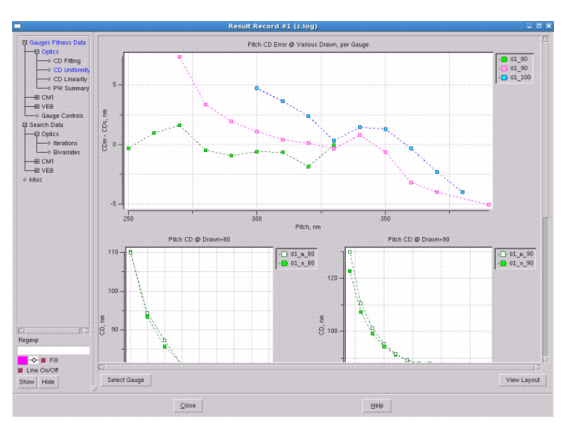 Result Record #1 (z.log)
Gauges Fitness Data
Optics
CD Fitting
CD Uniformity
CD Linearity
PW Summary
CM1
VEB
Gauge Controls
Search Data
Optics
Iterations
Bivariates
CM1
VEB
Misc
Regexp
Fill
Line On/Off
Show Hide
Pitch CD Error @ Various Drawn, per Gauge
01_80
01_90
01_100
CDm - CDs, nm
5
0
-5
250 300 350
Pitch, nm
Pitch CD @ Drawn=80
01_m_80
01_s_80
CD, nm
110
100
90
Pitch CD @ Drawn=90
01_m_90
01_s_90
CD, nm
120
100
Select Gauge
View Layout
Close
Help